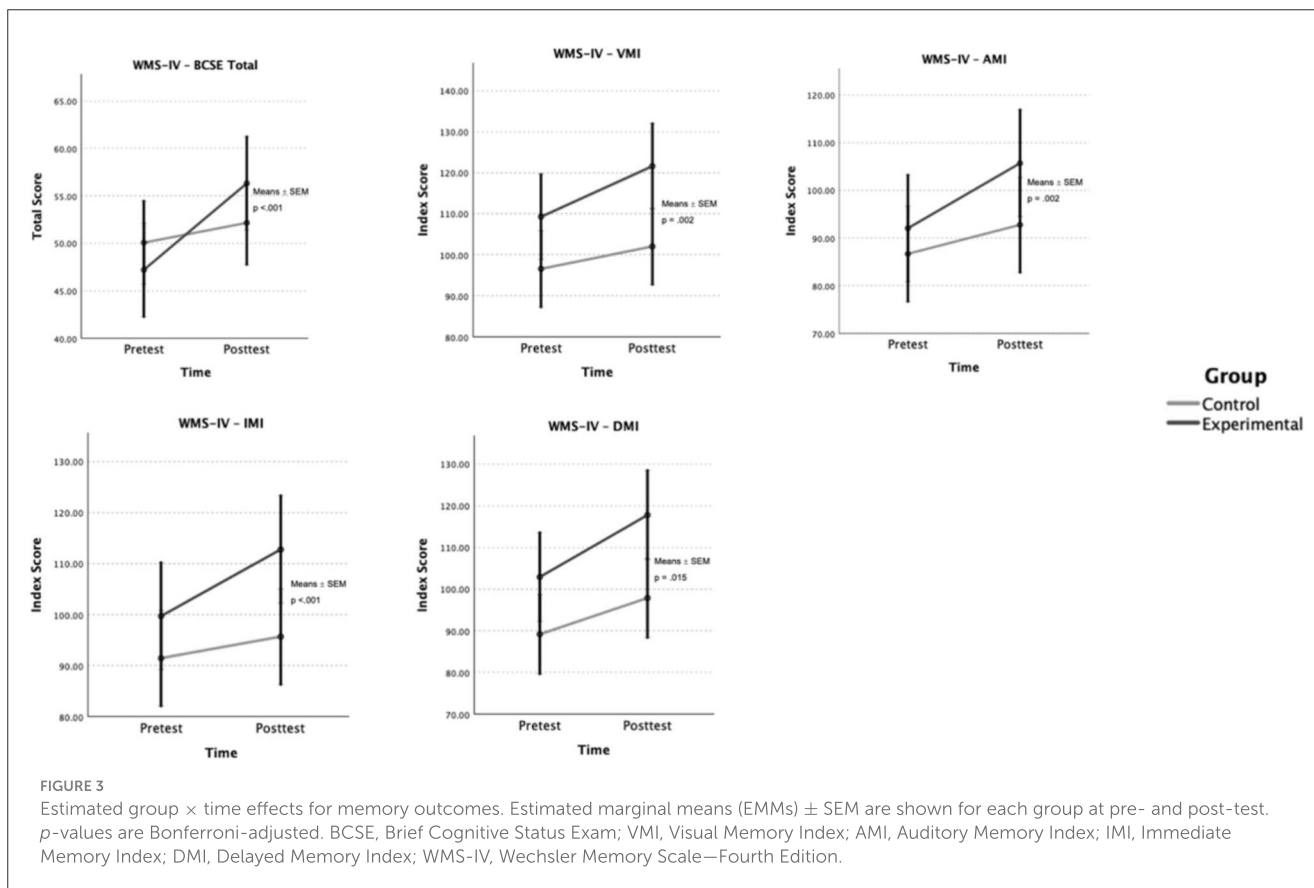 WMS-IV - BCSE Total
Total Score
65.00
60.00
55.00
50.00
45.00
40.00
Means ± SEM
p <.001
Pretest
Posttest
Time
WMS-IV - VMI
Index Score
140.00
130.00
120.00
110.00
100.00
90.00
80.00
Means ± SEM
p = .002
Pretest
Posttest
Time
WMS-IV - AMI
Index Score
120.00
110.00
100.00
90.00
80.00
70.00
Means ± SEM
p = .002
Pretest
Posttest
Time
Group
Control
Experimental
WMS-IV - IMI
Index Score
130.00
120.00
110.00
100.00
90.00
80.00
Means ± SEM
p <.001
Pretest
Posttest
Time
WMS-IV - DMI
Index Score
130.00
120.00
110.00
100.00
90.00
80.00
70.00
Means ± SEM
p = .015
Pretest
Posttest
Time
FIGURE 3
Estimated group × time effects for memory outcomes. Estimated marginal means (EMMs) ± SEM are shown for each group at pre- and post-test.
p-values are Bonferroni-adjusted. BCSE, Brief Cognitive Status Exam; VMI, Visual Memory Index; AMI, Auditory Memory Index; IMI, Immediate
Memory Index; DMI, Delayed Memory Index; WMS-IV, Wechsler Memory Scale—Fourth Edition.